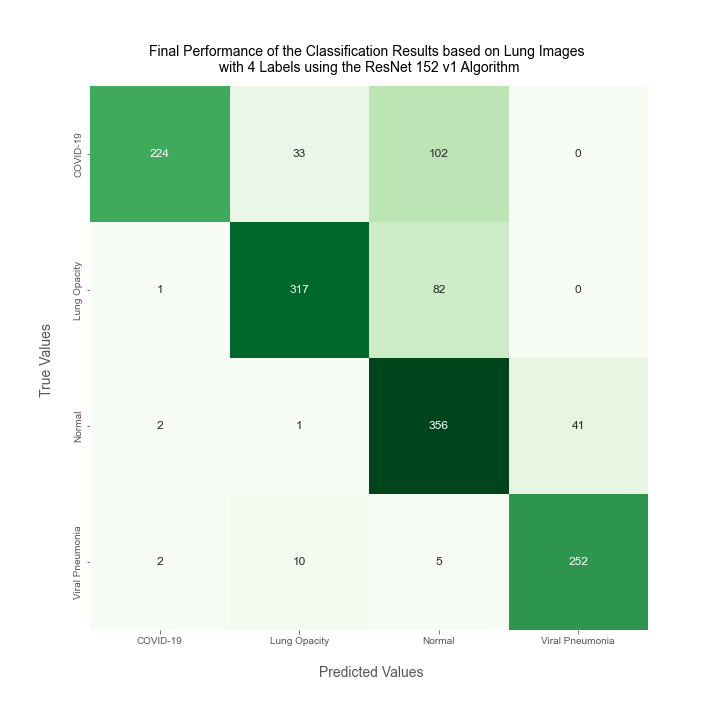 Final Performance of the Classification Results based on Lung Images
with 4 Labels using the ResNet 152 v1 Algorithm
True Values
COVID-19
224 33 102 0
Lung Opacity
1 317 82 0
Normal
2 1 356 41
Viral Pneumonia
2 10 5 252
COVID-19 Lung Opacity Normal Viral Pneumonia
Predicted Values